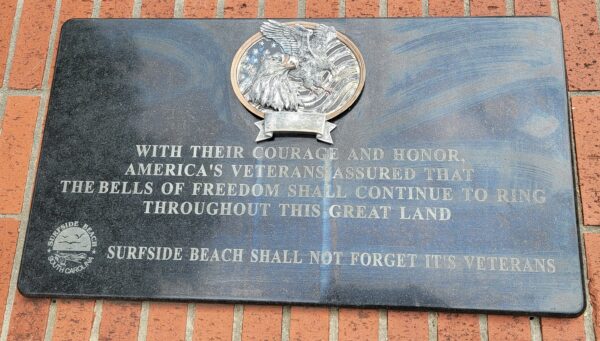 WITH THEIR COURAGE AND HONOR,
AMERICA'S VETERANS ASSURED THAT
THE BELLS OF FREEDOM SHALL CONTINUE TO RING
THROUGHOUT THIS GREAT LAND
SURFSIDE BEACH
SOUTH CAROLINA
SURFSIDE BEACH SHALL NOT FORGET IT'S VETERANS